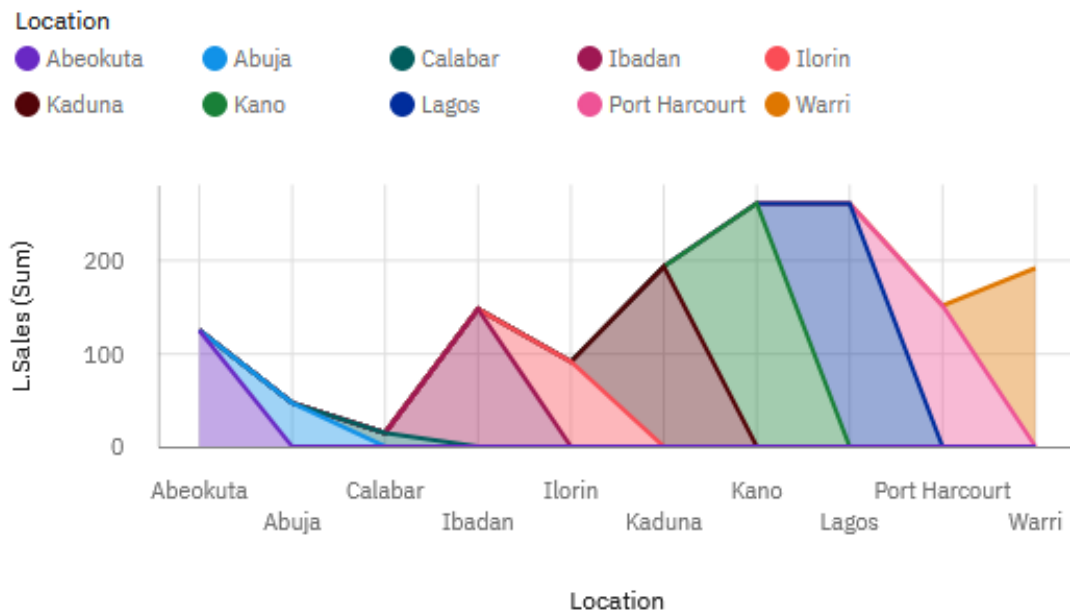 Location
Abeokuta Abuja Calabar Ibadan Ilorin
Kaduna Kano Lagos Port Harcourt Warri
L.Sales (Sum)
200
100
0
Abeokuta Calabar Ilorin Kano Port Harcourt
Abuja Ibadan Kaduna Lagos Warri
Location